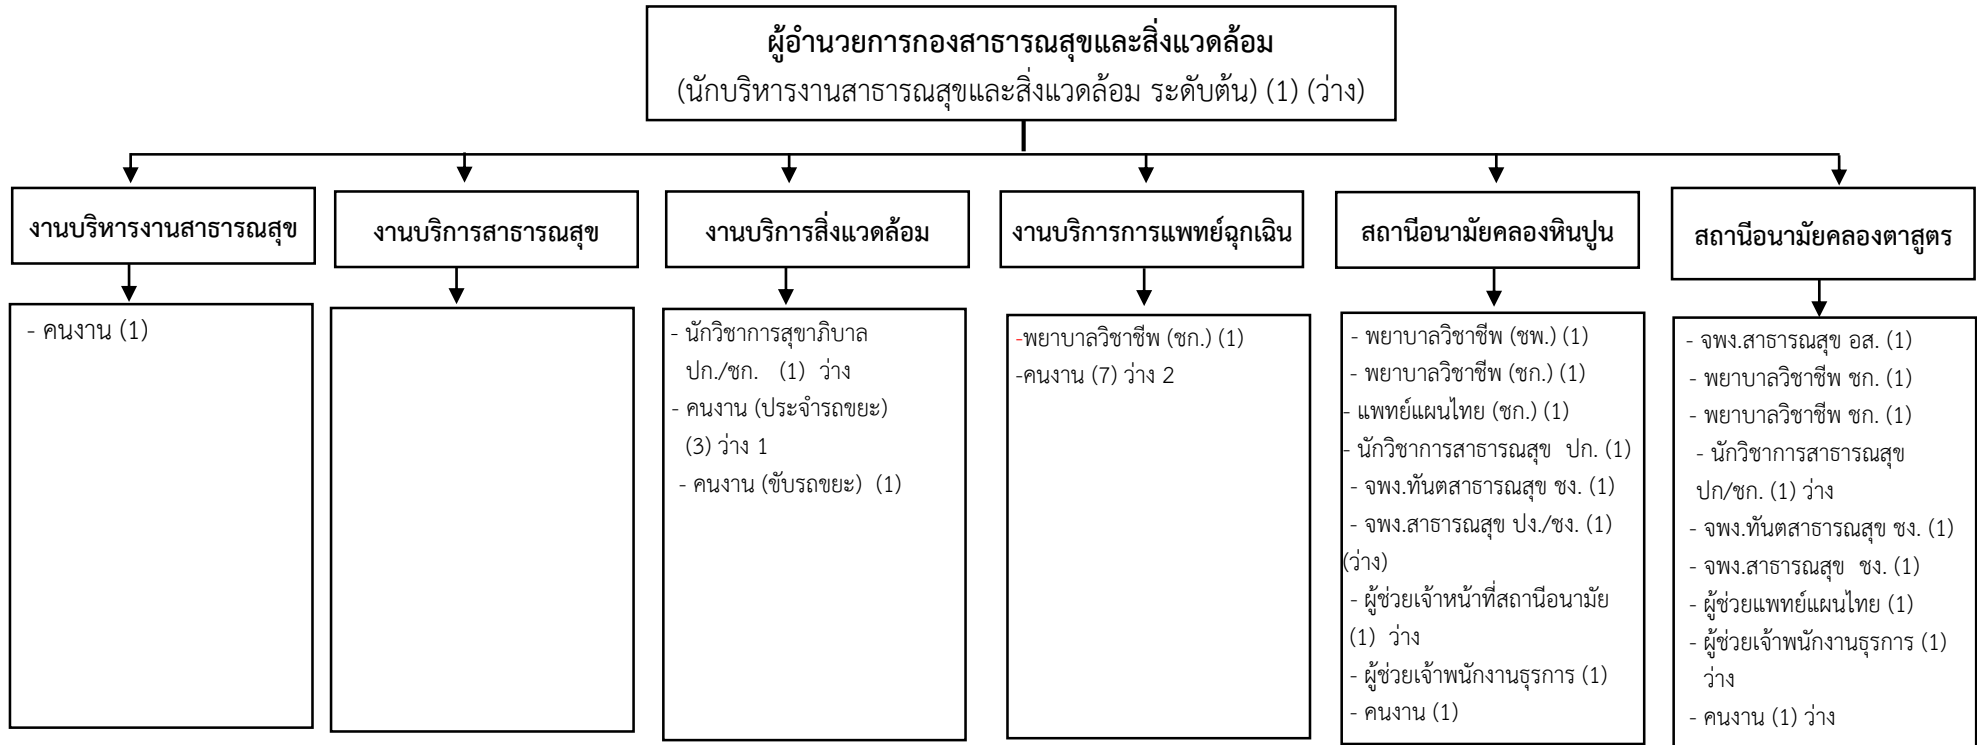 ผู้อำนวยการกองสาธารณสุขและสิ่งแวดล้อม
(นักบริหารงานสาธารณสุขและสิ่งแวดล้อม ระดับต้น) (1) (ว่าง)
งานบริหารงานสาธารณสุข
- คนงาน (1)
งานบริการสาธารณสุข
งานบริการสิ่งแวดล้อม
- นักวิชาการสุขาภิบาล
ปก./ชก. (1) ว่าง
- คนงาน (ประจำรถขยะ)
(3) ว่าง 1
- คนงาน (ขับรถขยะ) (1)
งานบริการการแพทย์ฉุกเฉิน
-พยาบาลวิชาชีพ (ชก.) (1)
-คนงาน (7) ว่าง 2
สถานีอนามัยคลองหินปูน
- พยาบาลวิชาชีพ (ชพ.) (1)
- พยาบาลวิชาชีพ (ชก.) (1)
- แพทย์แผนไทย (ชก.) (1)
- นักวิชาการสาธารณสุข ปก. (1)
- จพง.ทันตสาธารณสุข ชง. (1)
- จพง.สาธารณสุข ปง./ชง. (1)
(ว่าง)
- ผู้ช่วยเจ้าหน้าที่สถานีอนามัย
(1) ว่าง
- ผู้ช่วยเจ้าพนักงานธุรการ (1)
- คนงาน (1)
สถานีอนามัยคลองตาสูตร
- จพง.สาธารณสุข อส. (1)
- พยาบาลวิชาชีพ ชก. (1)
- พยาบาลวิชาชีพ ชก. (1)
- นักวิชาการสาธารณสุข
ปก/ชก. (1) ว่าง
- จพง.ทันตสาธารณสุข ชง. (1)
- จพง.สาธารณสุข ชง. (1)
- ผู้ช่วยแพทย์แผนไทย (1)
- ผู้ช่วยเจ้าพนักงานธุรการ (1)
ว่าง
- คนงาน (1) ว่าง